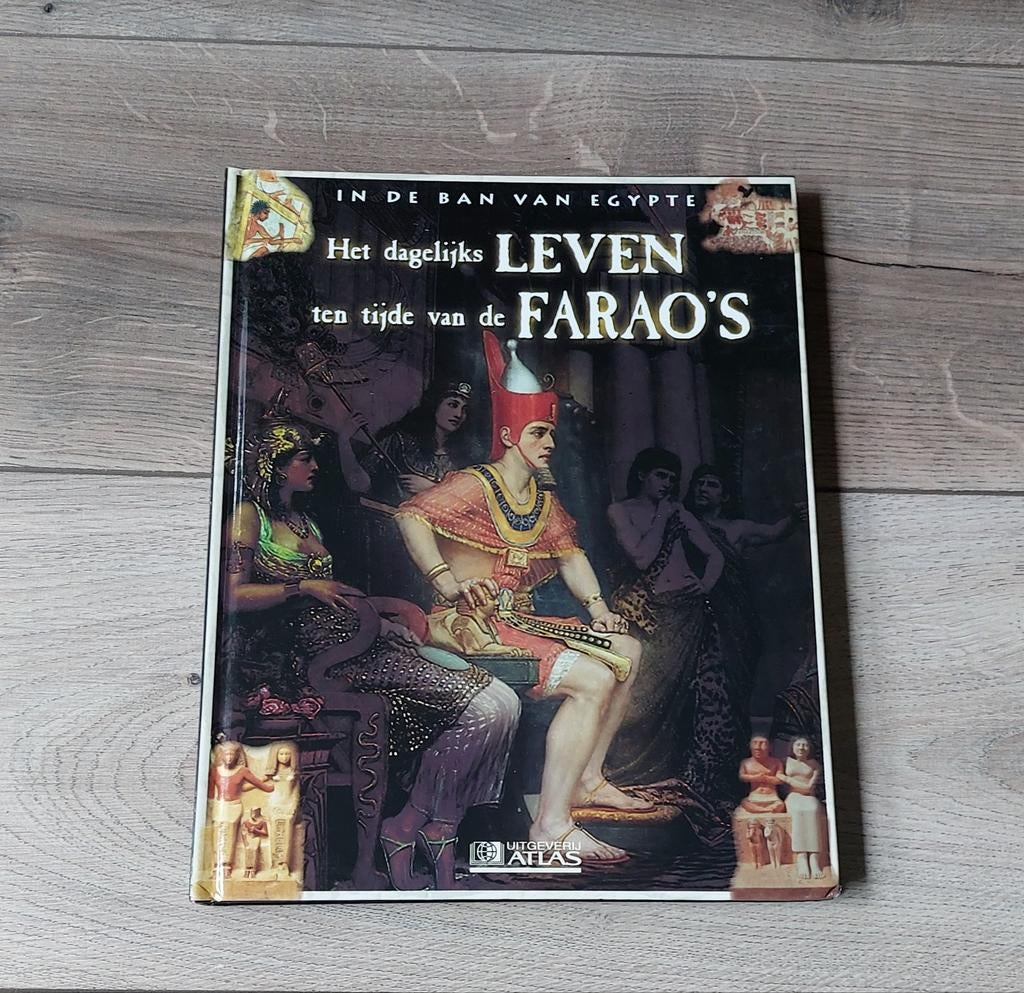 IN DE BAN VAN EGYPTE
Het dagelijks LEVEN
ten tijde van de FARAO'S
UITGEVERIJ
ATLAS